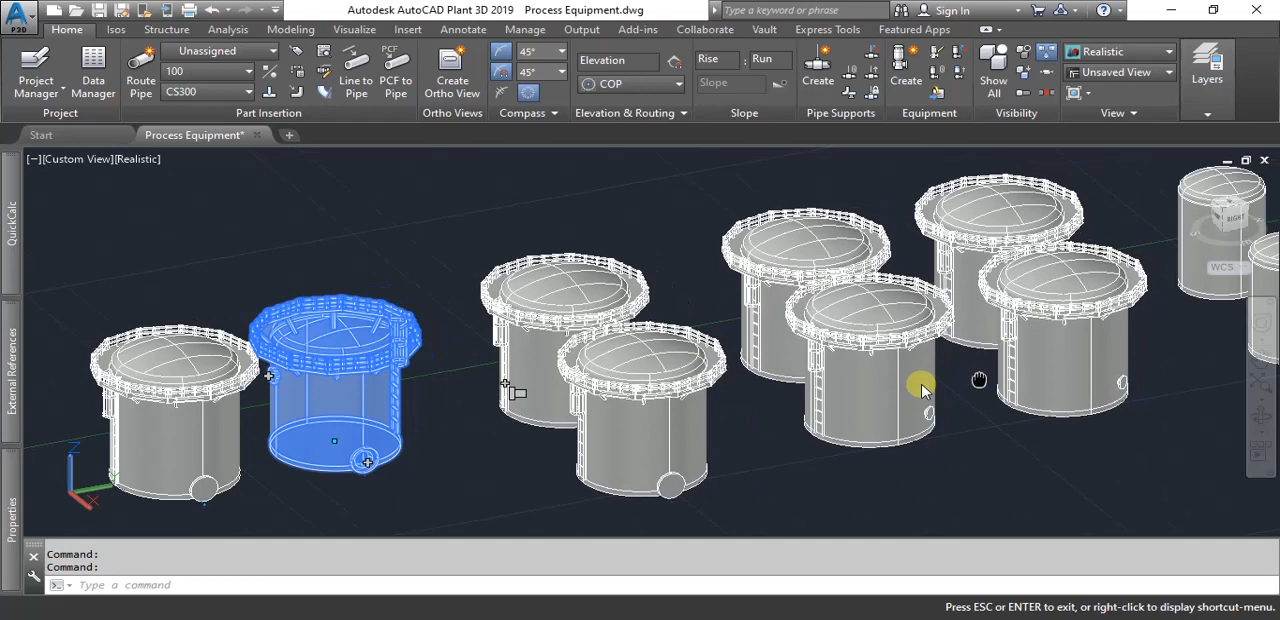 A
P3D
Autodesk AutoCAD Plant 3D 2019 Process Equipment.dwg
Type a keyword or phrase
Sign In
Home Isos Structure Analysis Modeling Visualize Insert Annotate Manage Output Add-ins Collaborate Vault Express Tools Featured Apps
Project Manager
Data Manager
Project
Route Pipe
Unassigned
100
CS300
Line to Pipe
PCF to Pipe
PCF
Part Insertion
Create Ortho View
Ortho Views
45°
45°
Compass
Elevation
COP
Elevation & Routing
Rise
Run
Slope
Slope
Create
Pipe Supports
Create
Equipment
Show All
Visibility
Realistic
Unsaved View
View
Layers
Start
Process Equipment*
[−][Custom View][Realistic]
QuickCalc
External References
Properties
RIGHT
WCS
Z
Y
X
Command:
Command:
Type a command
Press ESC or ENTER to exit, or right-click to display shortcut-menu.